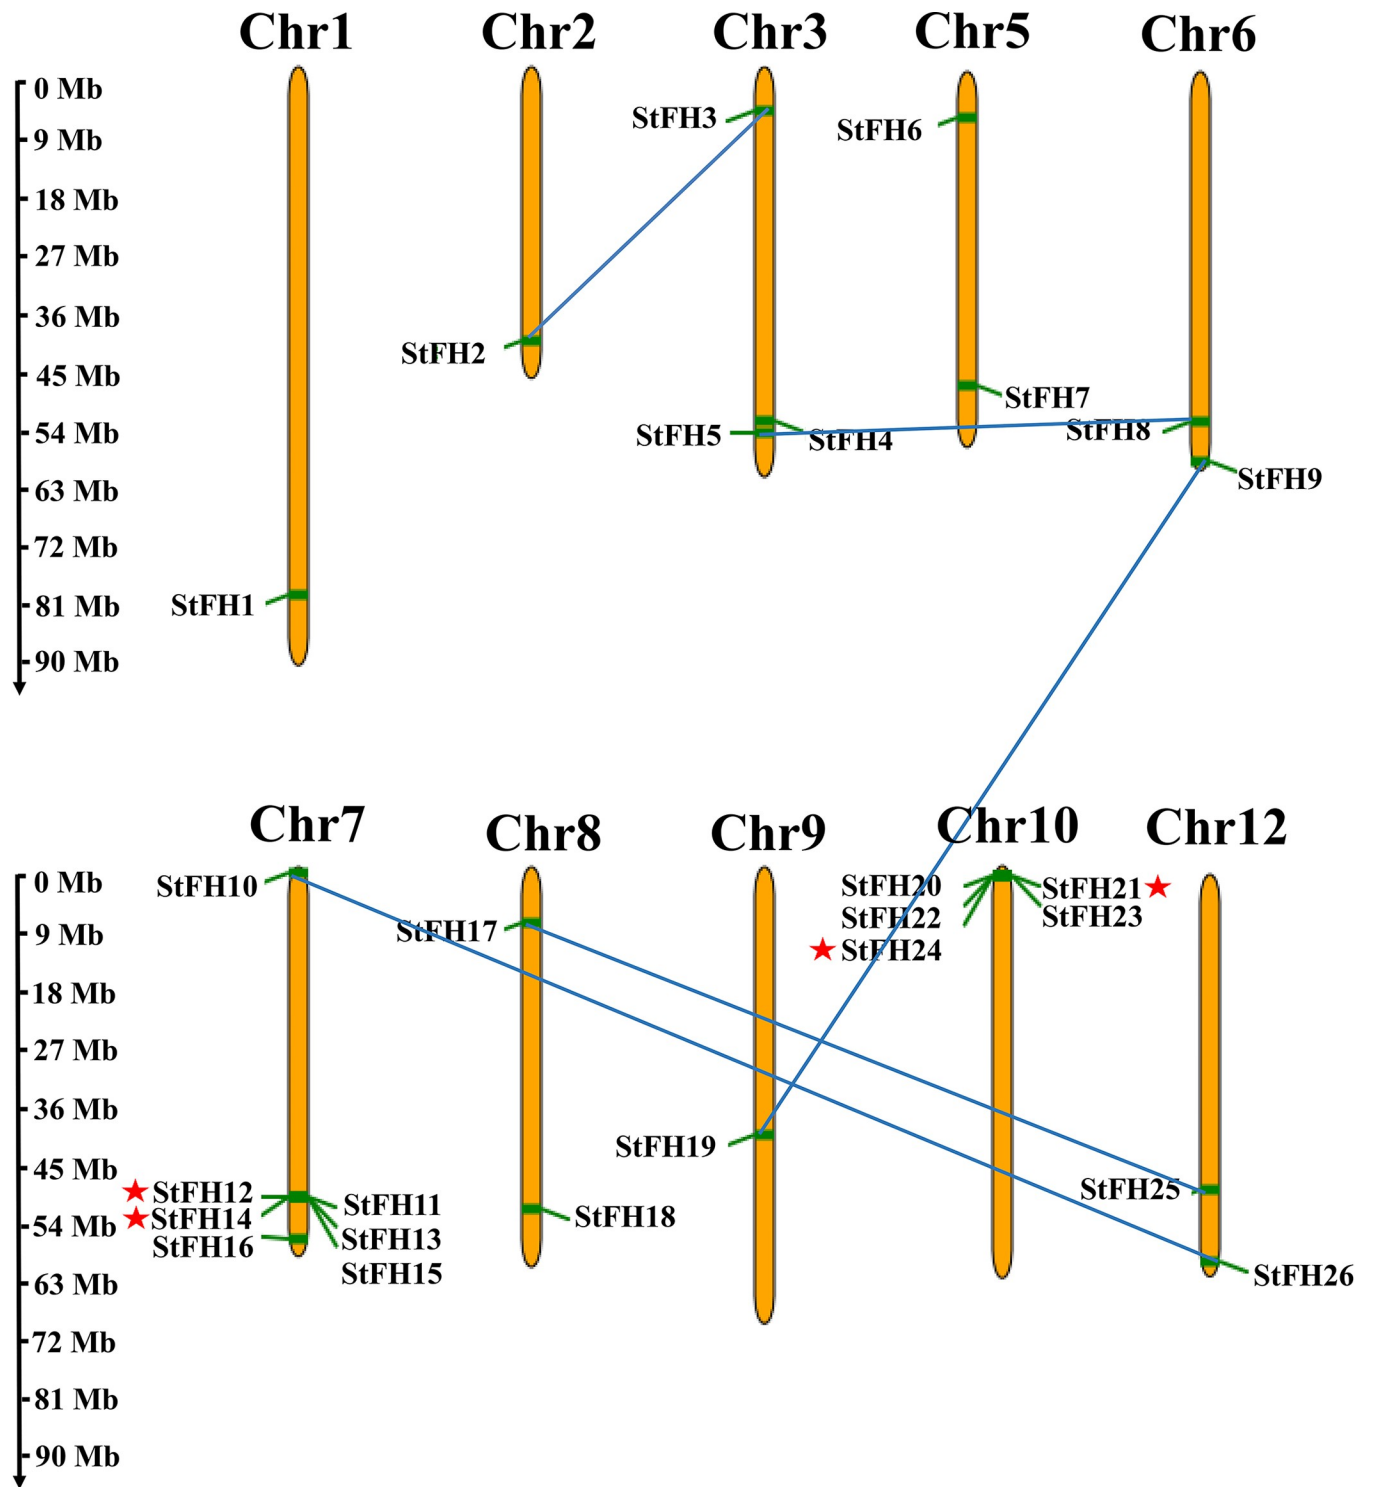 Chr1
Chr2
Chr3
Chr5
Chr6
0 Mb
9 Mb
18 Mb
27 Mb
36 Mb
45 Mb
54 Mb
63 Mb
72 Mb
81 Mb
90 Mb
StFH1
StFH2
StFH3
StFH5
StFH4
StFH6
StFH7
StFH8
StFH9
Chr7
Chr8
Chr9
Chr10
Chr12
0 Mb
9 Mb
18 Mb
27 Mb
36 Mb
45 Mb
54 Mb
63 Mb
72 Mb
81 Mb
90 Mb
StFH10
StFH12
StFH14
StFH16
StFH11
StFH13
StFH15
StFH17
StFH18
StFH19
StFH20
StFH22
StFH24
StFH21
StFH23
StFH25
StFH26